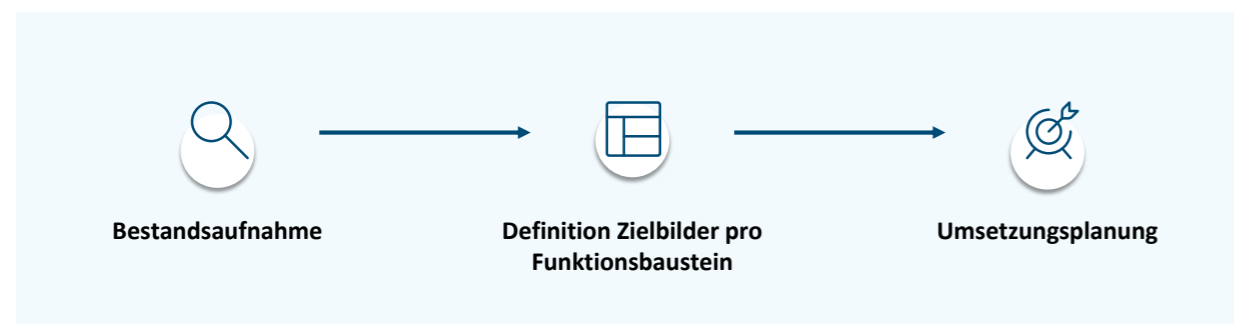 Bestandsaufnahme
Definition Zielbilder pro
Funktionsbaustein
Umsetzungsplanung